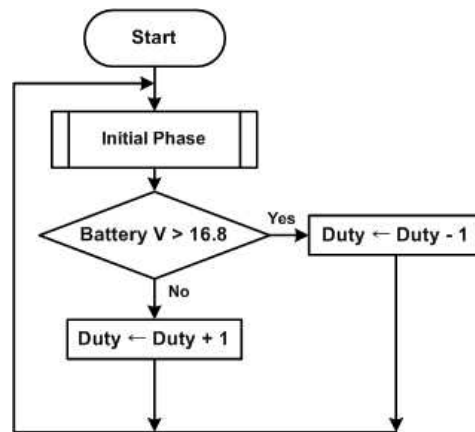 Start
Initial Phase
Battery V > 16.8
Yes
Duty ← Duty - 1
No
Duty ← Duty + 1